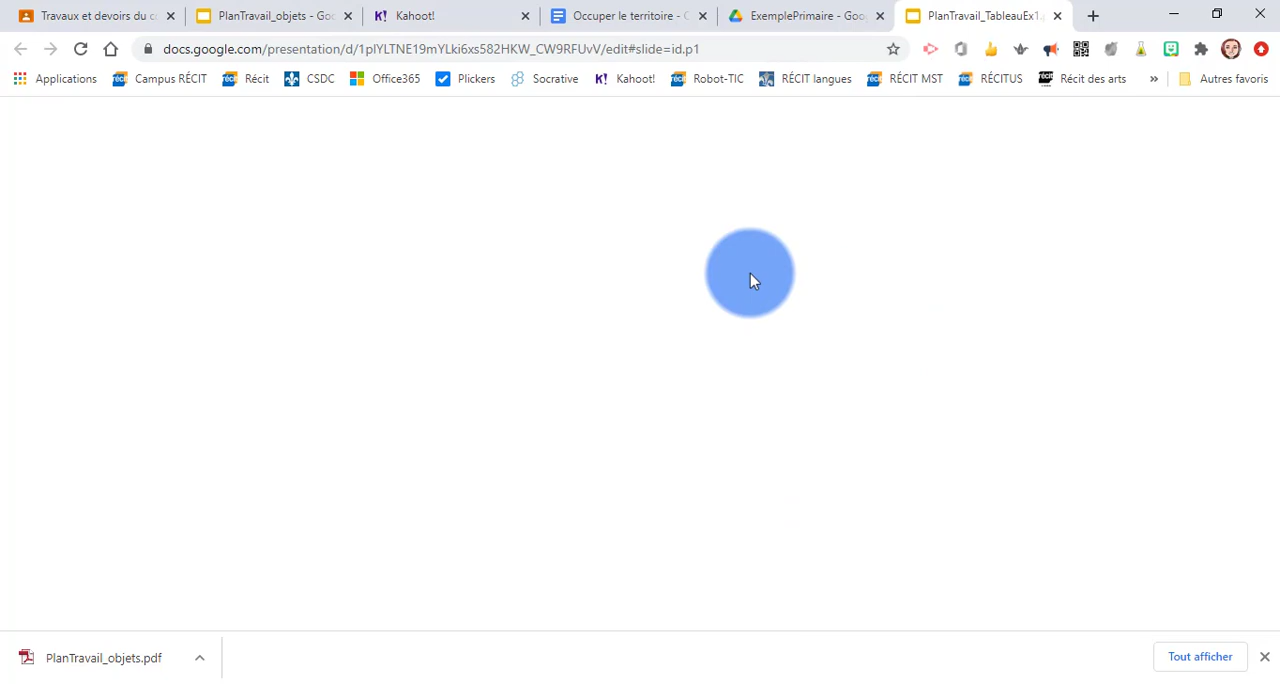 Travaux et devoirs du c
PlanTravail_objets - Goo
Kahoot!
Occuper le territoire - G
ExemplePrimaire - Goo
PlanTravail_TableauEx1.
docs.google.com/presentation/d/1pIYLTNE19mYLki6xs582HKW_CW9RFUvV/edit#slide=id.p1
Applications
Campus RÉCIT
Récit
CSDC
Office365
Plickers
Socrative
Kahoot!
Robot-TIC
RÉCIT langues
RÉCIT MST
RÉCITUS
Récit des arts
»
Autres favoris
PlanTravail_objets.pdf
Tout afficher